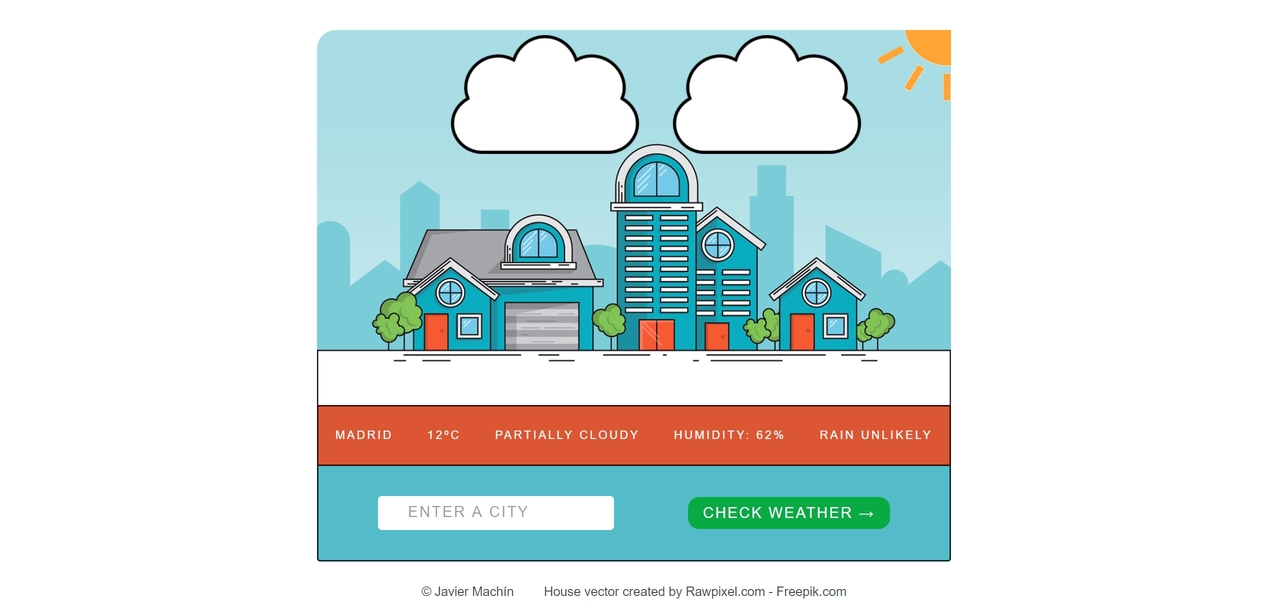 MADRID 12ºC PARTIALLY CLOUDY HUMIDITY: 62% RAIN UNLIKELY
ENTER A CITY CHECK WEATHER →
© Javier Machín House vector created by Rawpixel.com - Freepik.com